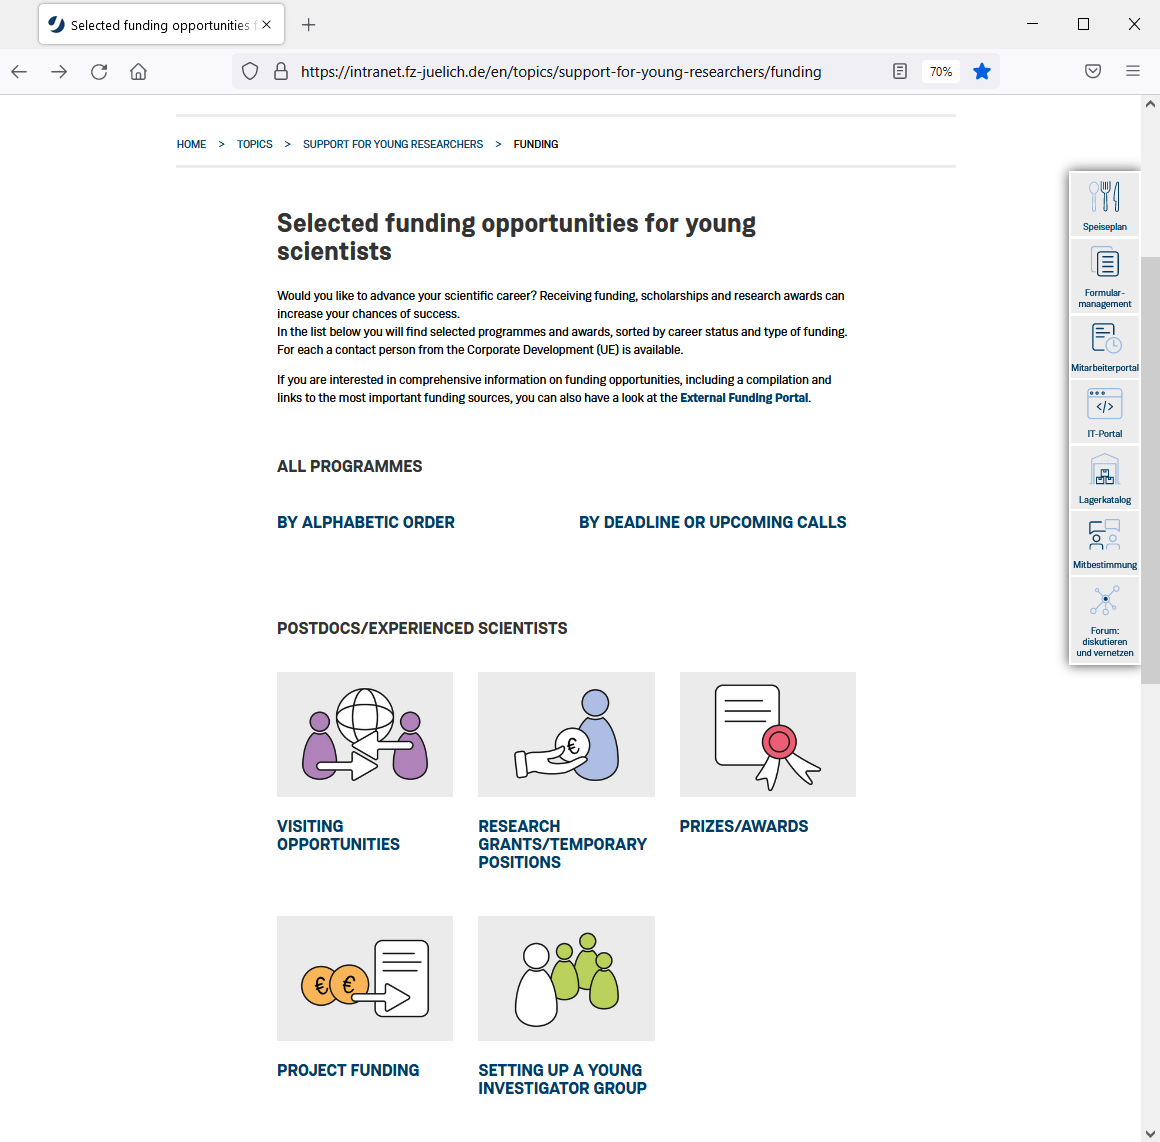 Selected funding opportunities f
https://intranet.fz-juelich.de/en/topics/support-for-young-researchers/funding
70%
HOME > TOPICS > SUPPORT FOR YOUNG RESEARCHERS > FUNDING
Selected funding opportunities for young
scientists
Would you like to advance your scientific career? Receiving funding, scholarships and research awards can
increase your chances of success.
In the list below you will find selected programmes and awards, sorted by career status and type of funding.
For each a contact person from the Corporate Development (UE) is available.
If you are interested in comprehensive information on funding opportunities, including a compilation and
links to the most important funding sources, you can also have a look at the External Funding Portal.
ALL PROGRAMMES
BY ALPHABETIC ORDER
BY DEADLINE OR UPCOMING CALLS
POSTDOCS/EXPERIENCED SCIENTISTS
€
VISITING
OPPORTUNITIES
RESEARCH
GRANTS/TEMPORARY
POSITIONS
PRIZES/AWARDS
€ €
PROJECT FUNDING
SETTING UP A YOUNG
INVESTIGATOR GROUP
Speiseplan
Formular-
management
Mitarbeiterportal
</>
IT-Portal
Lagerkatalog
Mitbestimmung
Forum:
diskutieren
und vernetzen